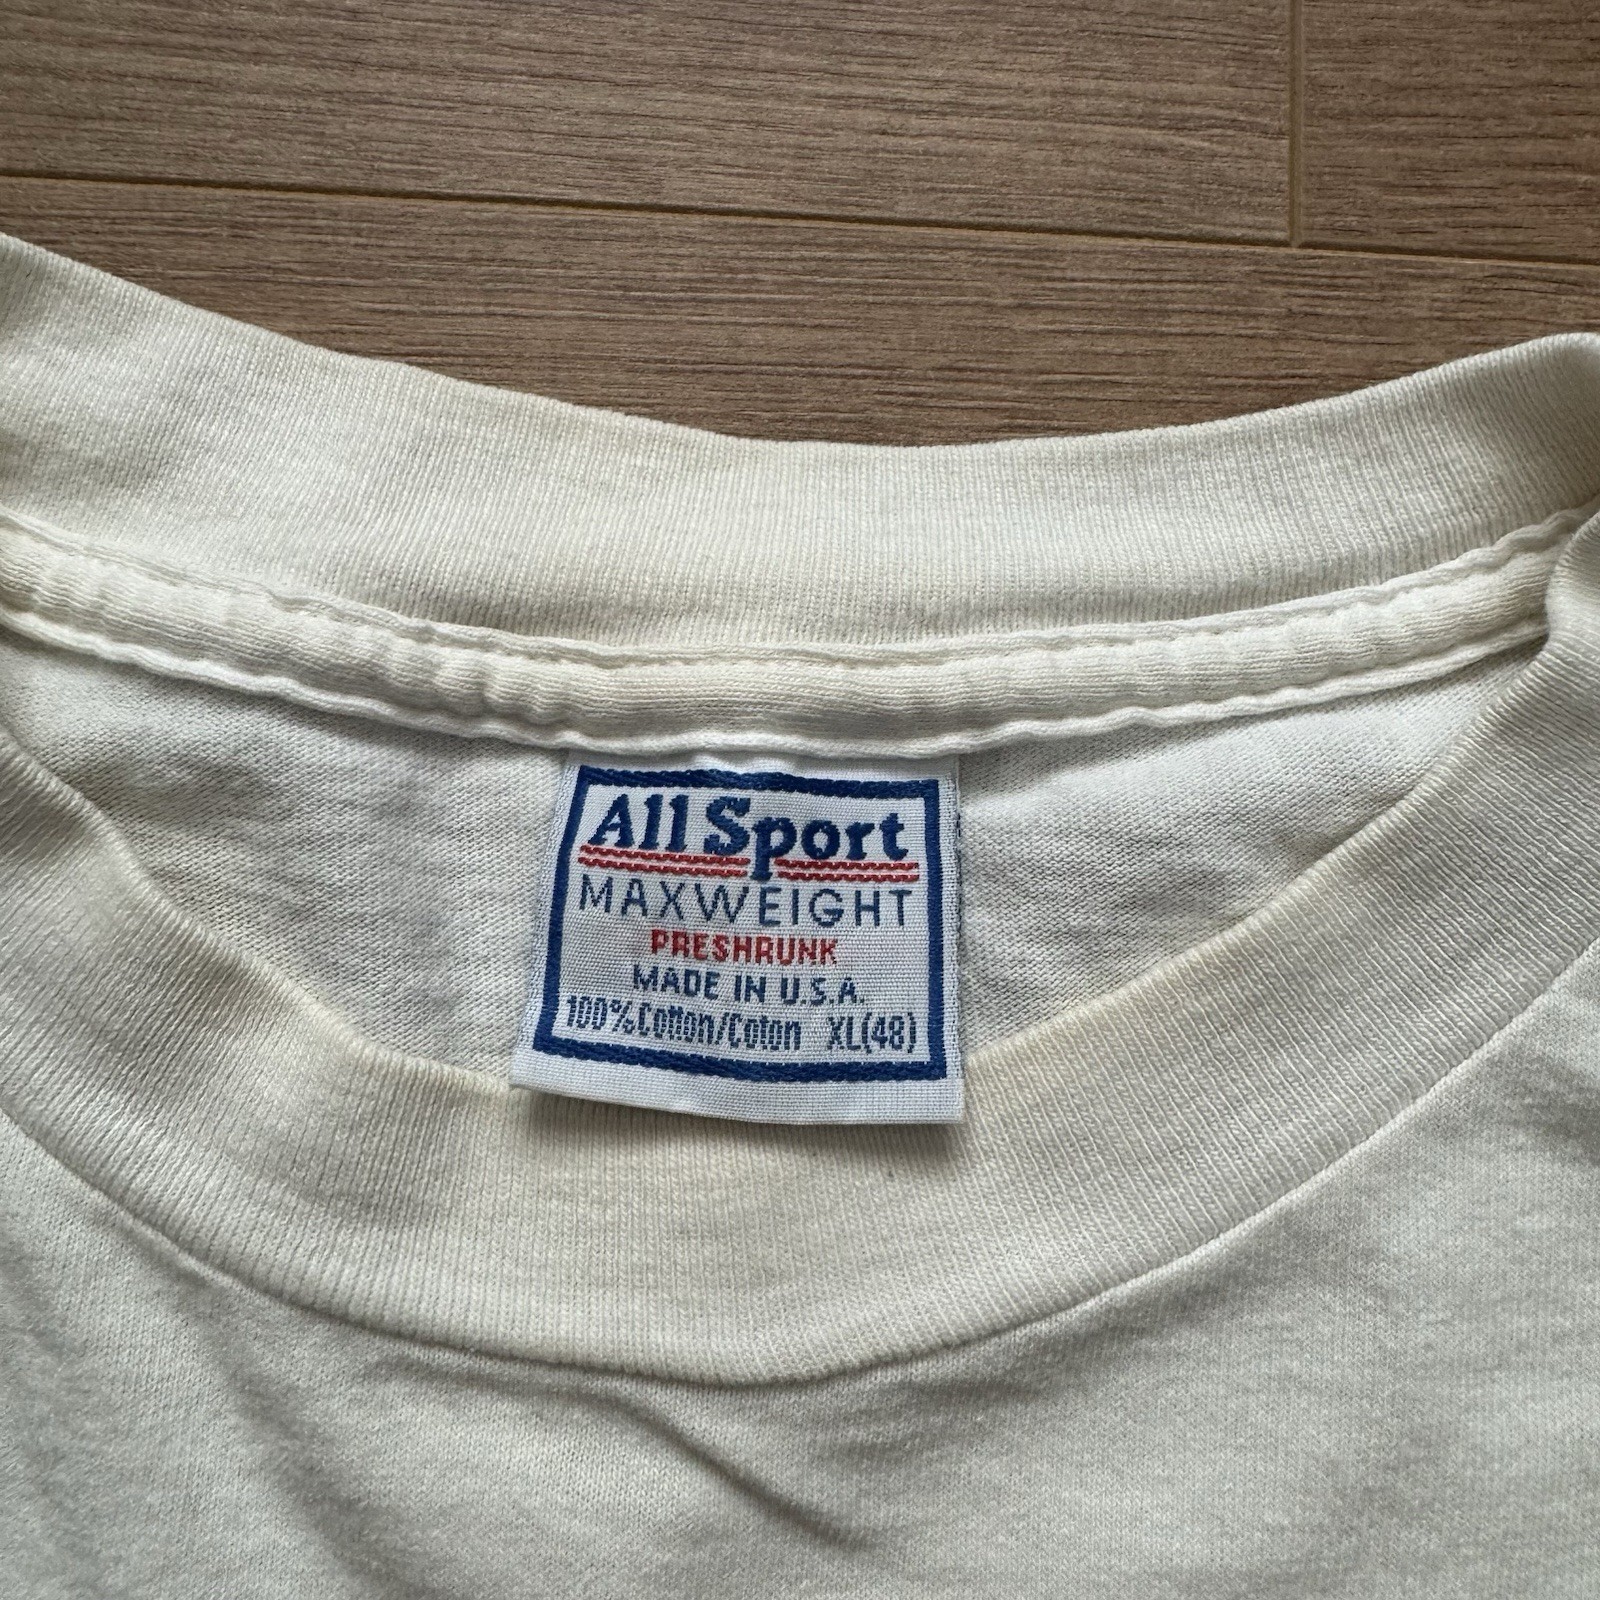 All Sport
MAXWEIGHT
PRESHRUNK
MADE IN U.S.A.
100% Cotton/Coton XL(48)